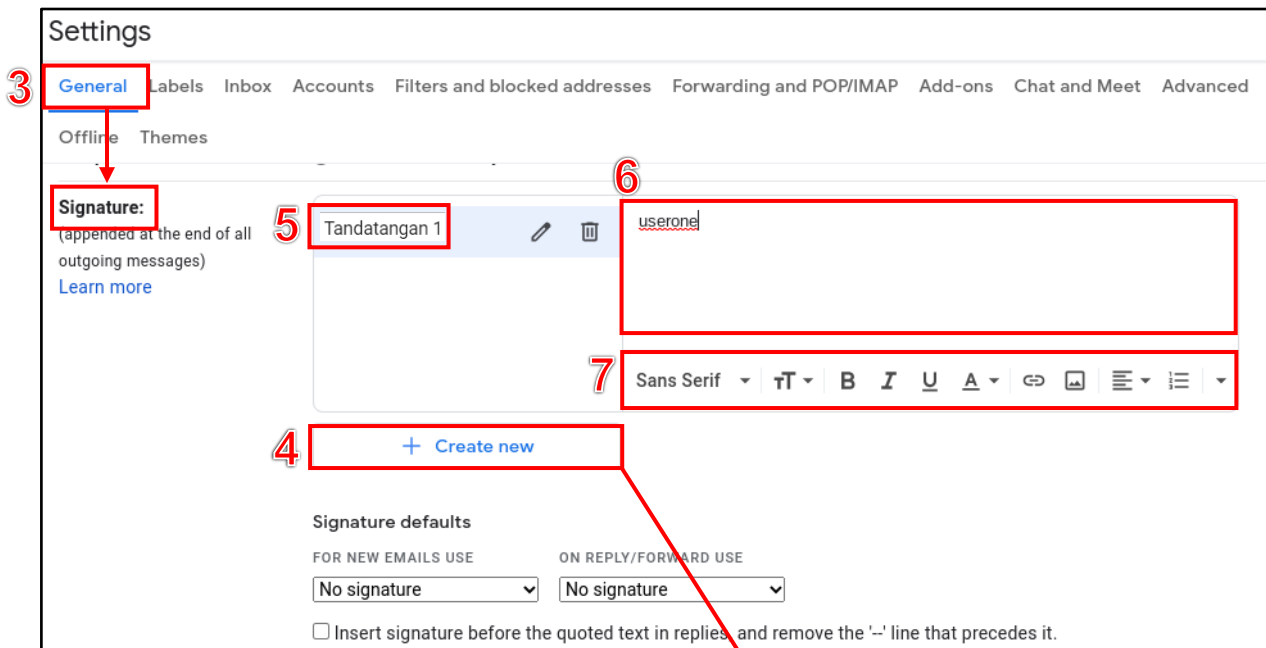 Settings
3
General Labels Inbox Accounts Filters and blocked addresses Forwarding and POP/IMAP Add-ons Chat and Meet Advanced
Offline Themes
6
Signature:
(appended at the end of all
outgoing messages)
Learn more
5
Tandatangan 1
userone
7
Sans Serif
4
+ Create new
Signature defaults
FOR NEW EMAILS USE ON REPLY/FORWARD USE
No signature No signature
Insert signature before the quoted text in replies, and remove the '--' line that precedes it.